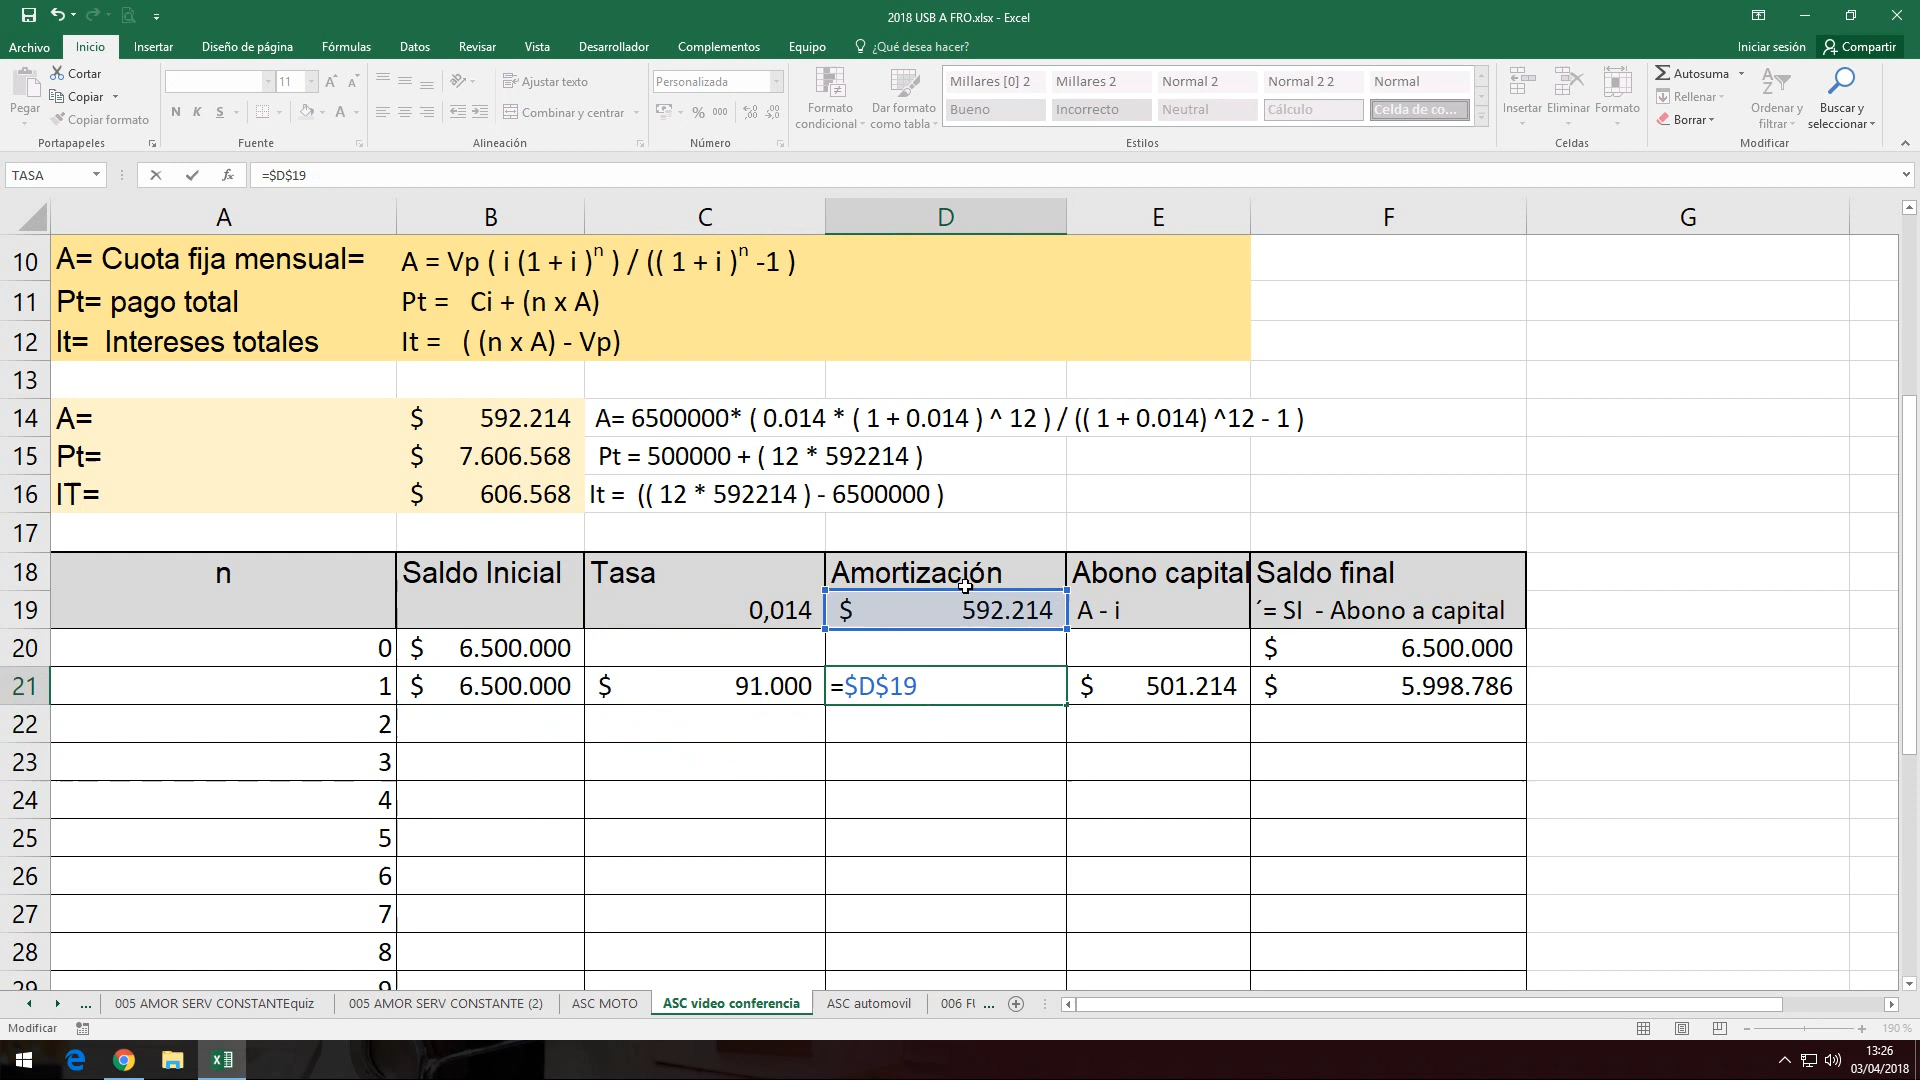 2018 USB A FRO.xlsx - Excel
Archivo Inicio Insertar Diseño de página Fórmulas Datos Revisar Vista Desarrollador Complementos Equipo ¿Qué desea hacer? Iniciar sesión Compartir
Pegar
Cortar
Copiar
Copiar formato
Portapapeles
11
N K S
Fuente
Ajustar texto
Combinar y centrar
Alineación
Personalizada
% 000
Número
Formato condicional
Dar formato como tabla
Millares [0] 2 Millares 2 Normal 2 Normal 2 2 Normal
Bueno Incorrecto Neutral Cálculo Celda de co...
Estilos
Insertar Eliminar Formato
Celdas
Autosuma
Rellenar
Borrar
Ordenar y filtrar
Buscar y seleccionar
Modificar
TASA fx =$D$19
A B C D E F G
10 A= Cuota fija mensual= A = Vp ( i (1 + i )n ) / (( 1 + i )n -1 )
11 Pt= pago total Pt = Ci + (n x A)
12 It= Intereses totales It = ( (n x A) - Vp)
13
14 A= $ 592.214 A= 6500000* ( 0.014 * ( 1 + 0.014 ) ^ 12 ) / (( 1 + 0.014) ^12 - 1 )
15 Pt= $ 7.606.568 Pt = 500000 + ( 12 * 592214 )
16 IT= $ 606.568 It = (( 12 * 592214 ) - 6500000 )
17
18 n Saldo Inicial Tasa Amortización Abono capital Saldo final
19 0,014 $ 592.214 A - i ´= SI - Abono a capital
20 0 $ 6.500.000 $ 6.500.000
21 1 $ 6.500.000 $ 91.000 =$D$19 $ 501.214 $ 5.998.786
22 2
23 3
24 4
25 5
26 6
27 7
28 8
29 9
... 005 AMOR SERV CONSTANTEquiz 005 AMOR SERV CONSTANTE (2) ASC MOTO ASC video conferencia ASC automovil 006 FU ...
Modificar 190 %
13:26
03/04/2018